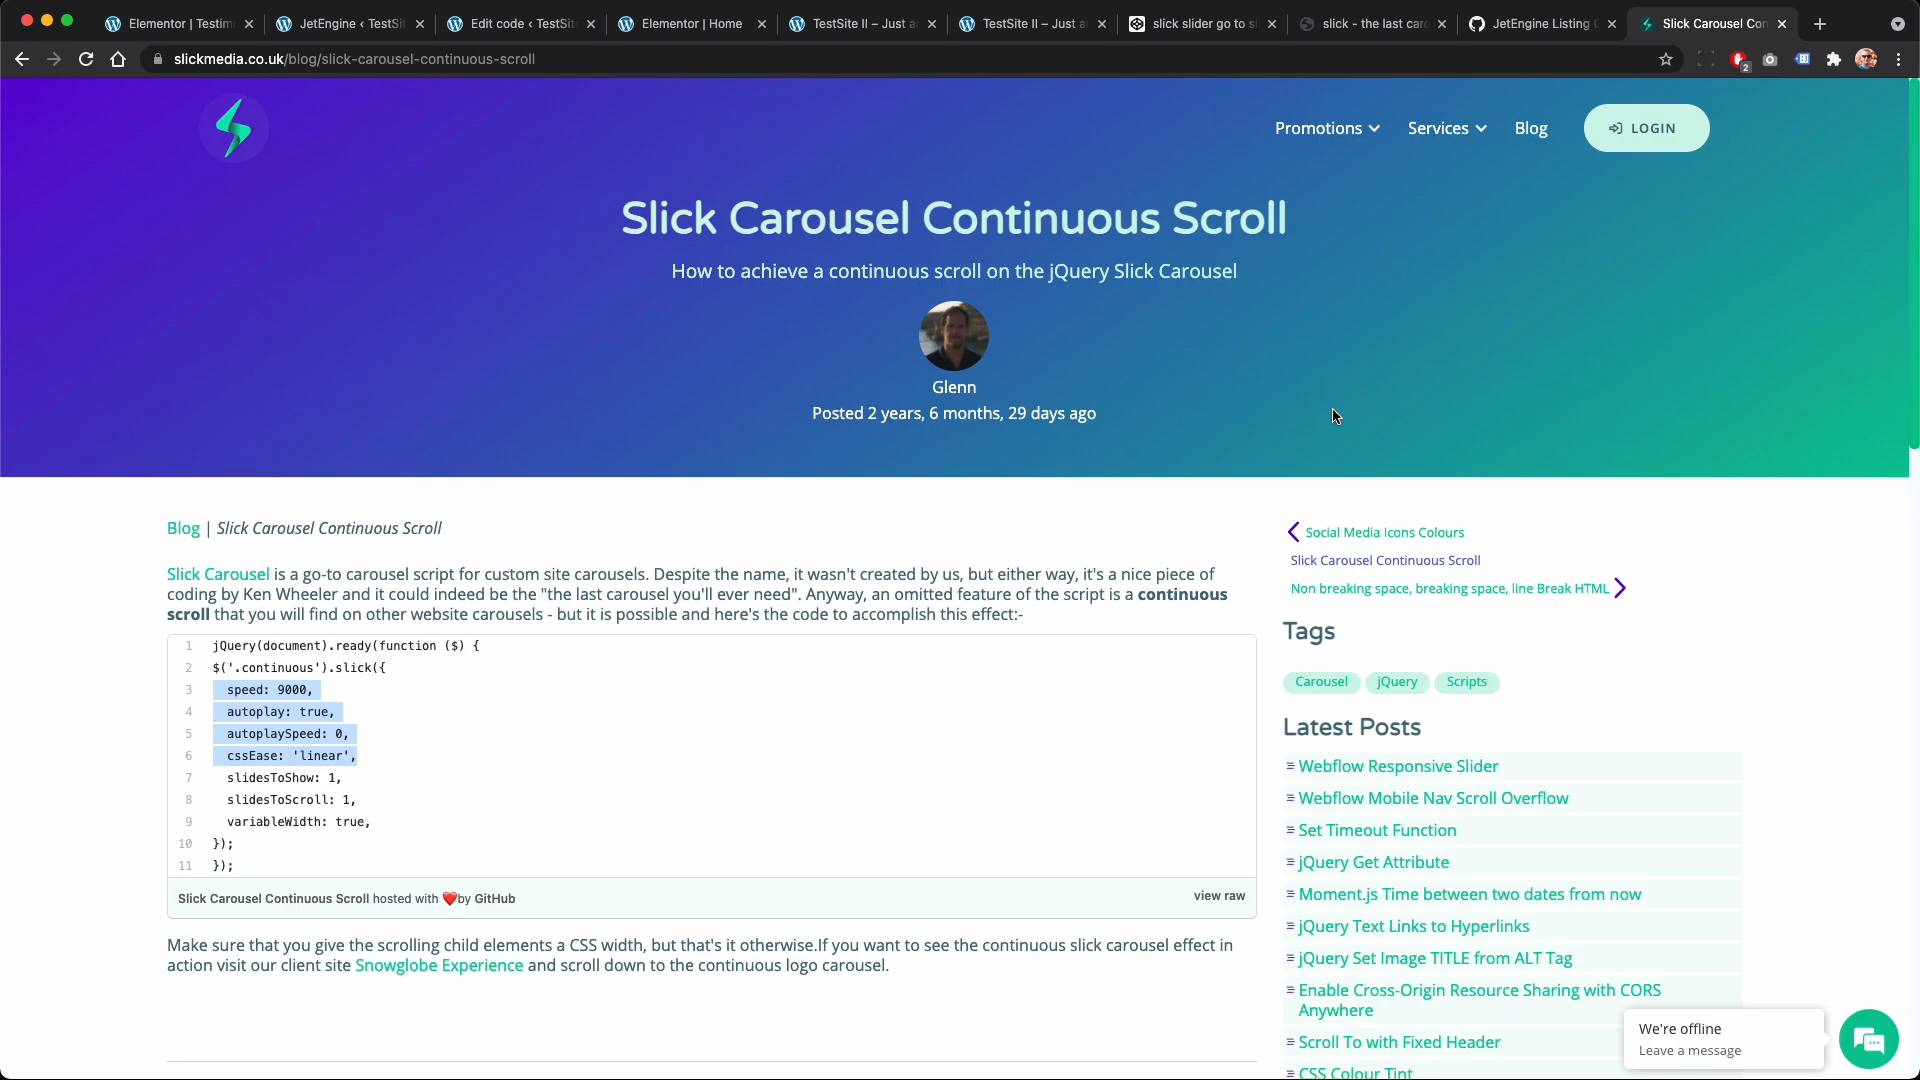 Elementor | Testim
JetEngine < TestSit
Edit code < TestSite
Elementor | Home
TestSite II – Just a
TestSite II – Just a
slick slider go to s
slick - the last car
JetEngine Listing
Slick Carousel Con
slickmedia.co.uk/blog/slick-carousel-continuous-scroll
2
Promotions
Services
Blog
LOGIN
Slick Carousel Continuous Scroll
How to achieve a continuous scroll on the jQuery Slick Carousel
Glenn
Posted 2 years, 6 months, 29 days ago
Blog | Slick Carousel Continuous Scroll
Slick Carousel is a go-to carousel script for custom site carousels. Despite the name, it wasn't created by us, but either way, it's a nice piece of
coding by Ken Wheeler and it could indeed be the "the last carousel you'll ever need". Anyway, an omitted feature of the script is a continuous
scroll that you will find on other website carousels - but it is possible and here's the code to accomplish this effect:-
1 jQuery(document).ready(function ($) {
2 $('.continuous').slick({
3 speed: 9000,
4 autoplay: true,
5 autoplaySpeed: 0,
6 cssEase: 'linear',
7 slidesToShow: 1,
8 slidesToScroll: 1,
9 variableWidth: true,
10 });
11 });
Slick Carousel Continuous Scroll hosted with ❤ by GitHub
view raw
Make sure that you give the scrolling child elements a CSS width, but that's it otherwise.If you want to see the continuous slick carousel effect in
action visit our client site Snowglobe Experience and scroll down to the continuous logo carousel.
Social Media Icons Colours
Slick Carousel Continuous Scroll
Non breaking space, breaking space, line Break HTML
Tags
Carousel
jQuery
Scripts
Latest Posts
Webflow Responsive Slider
Webflow Mobile Nav Scroll Overflow
Set Timeout Function
jQuery Get Attribute
Moment.js Time between two dates from now
jQuery Text Links to Hyperlinks
jQuery Set Image TITLE from ALT Tag
Enable Cross-Origin Resource Sharing with CORS
Anywhere
Scroll To with Fixed Header
CSS Colour Tint
We're offline
Leave a message